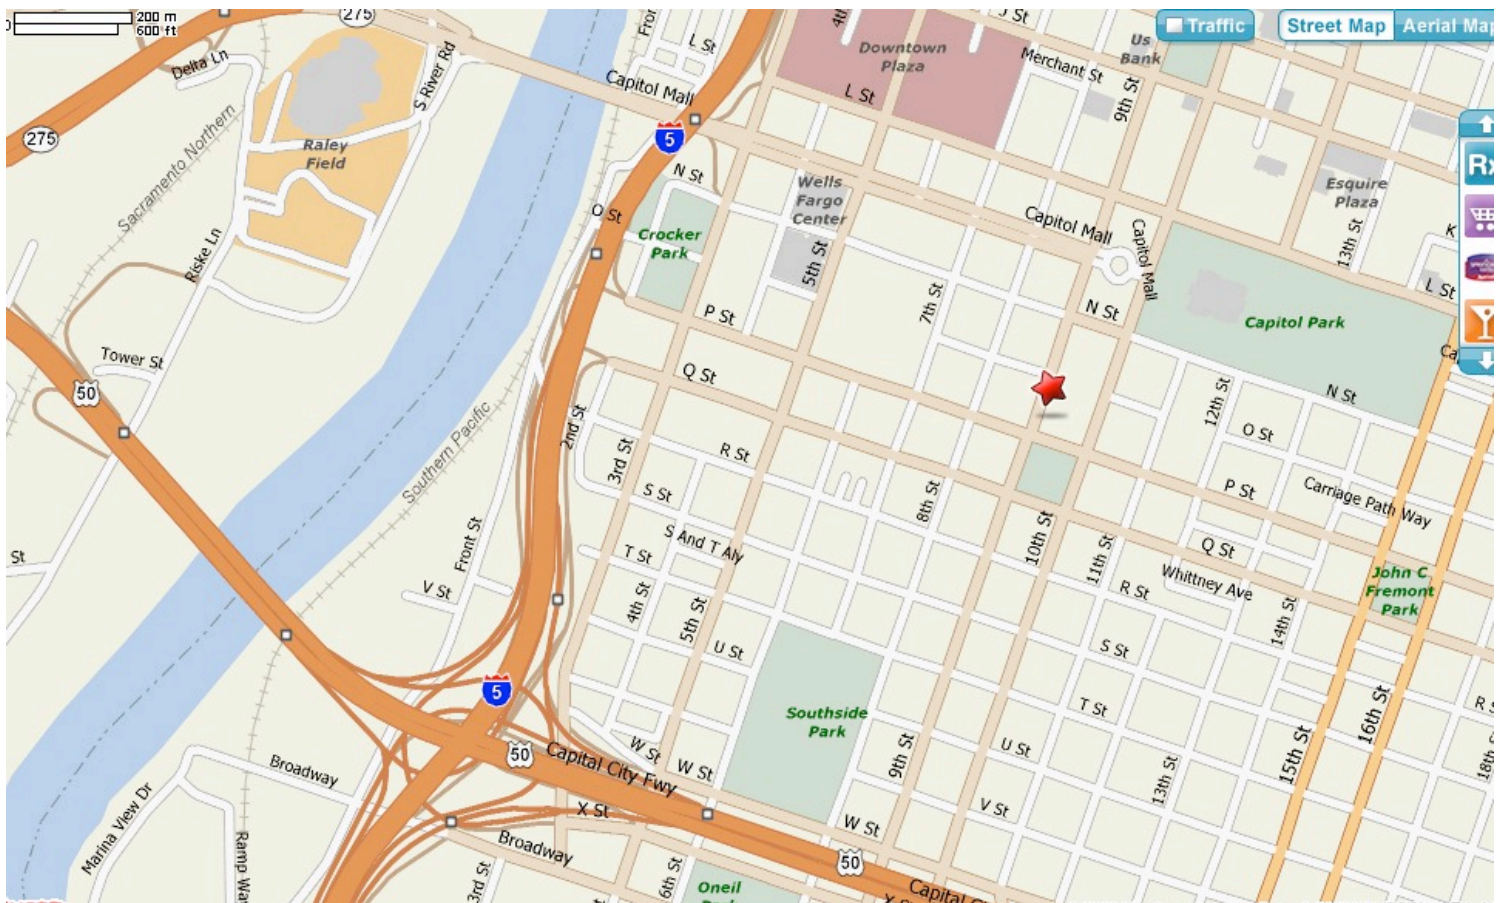 200 m
600 ft
275
J St
Traffic
Street Map
Aerial Map
L St
Downtown
Plaza
Us
Bank
Merchant St
Delta Ln
S River Rd
Capitol Mall
L St
9th St
275
5
Raley
Field
Sacramento Northern
Rx
N St
Wells
Fargo
Center
Esquire
Plaza
O St
Capitol Mall
Capitol Mall
13th St
K
Crocker
Park
Riske Ln
5th St
7th St
L St
P St
N St
Capitol Park
Tower St
50
Q St
N St
12th St
2nd St
Southern Pacific
3rd St
R St
O St
S St
8th St
P St
Carriage Path Way
St
Front St
S And T Aly
10th St
11th St
Q St
T St
Whittney Ave
R St
John C
Fremont
Park
V St
4th St
5th St
14th St
U St
S St
5
Southside
Park
T St
16th St
R S
W St
U St
50
Capital City Fwy
W St
9th St
15th St
13th St
18th St
Broadway
Marina View Dr
X St
V St
W St
Ramp Way
Broadway
50
3rd St
6th St
Oneil
Capital C